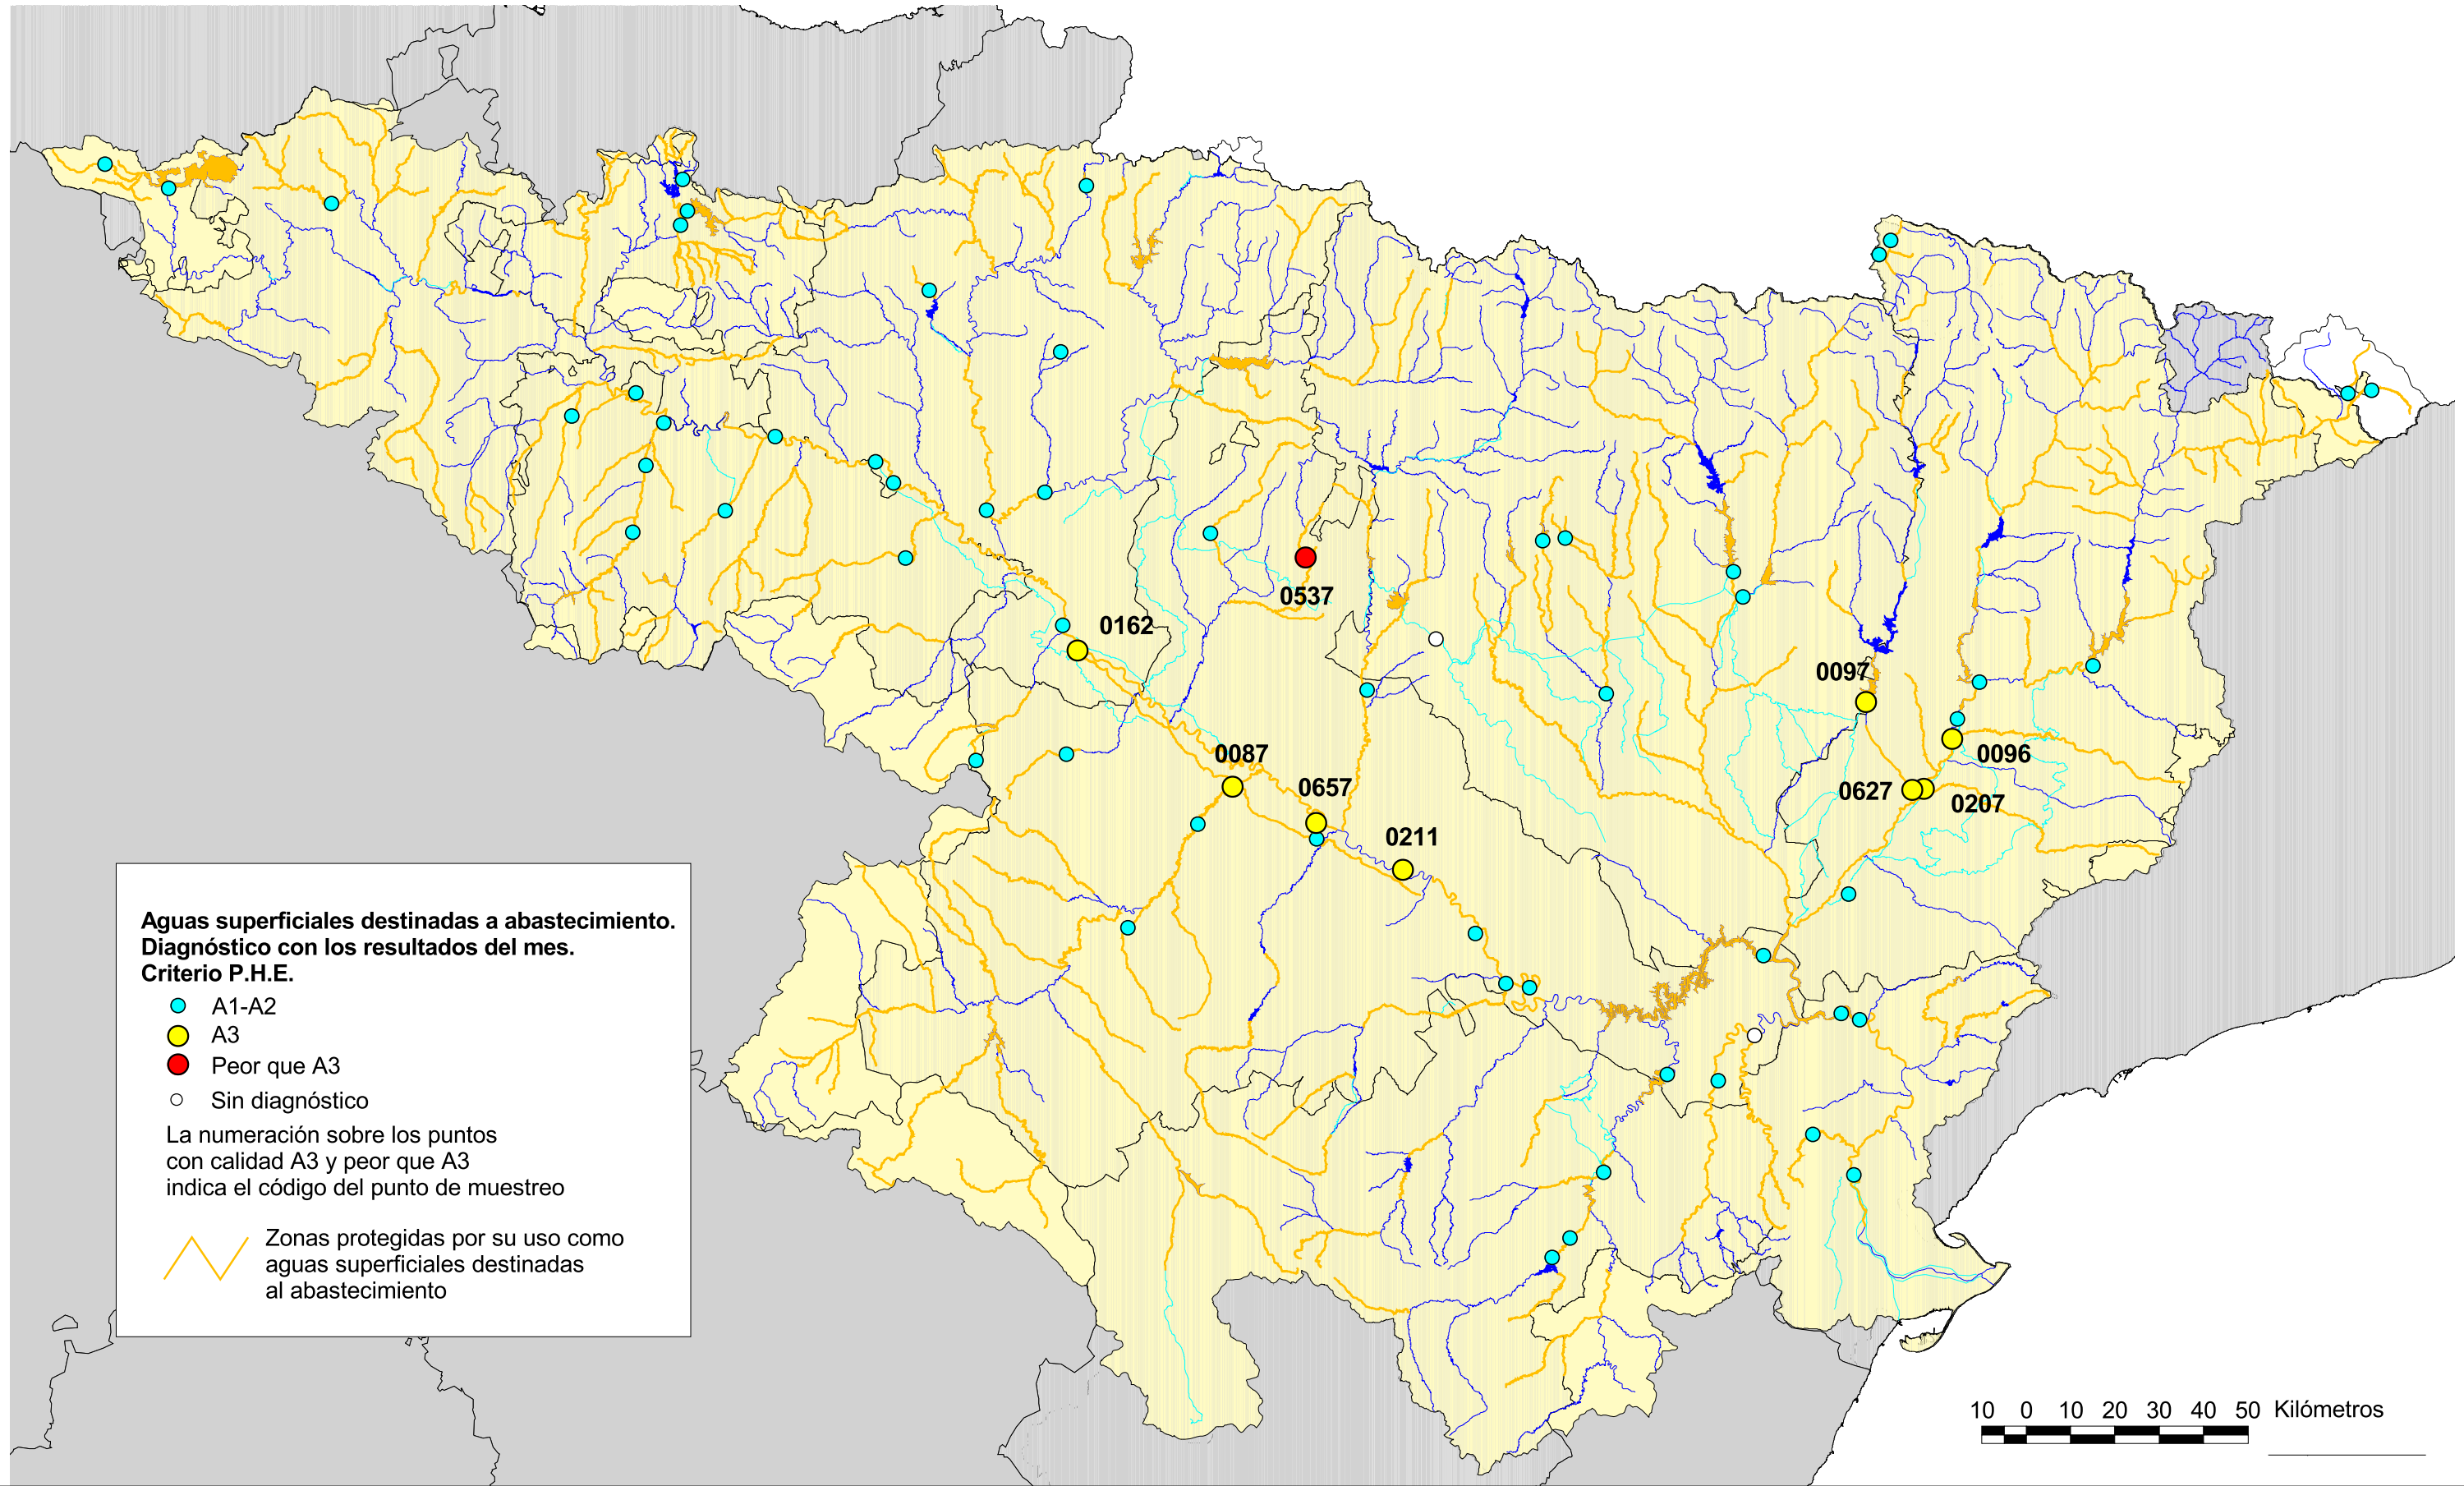 0537
0162
0097
0087
0096
0657
0627
0207
0211
Aguas superficiales destinadas a abastecimiento.
Diagnóstico con los resultados del mes.
Criterio P.H.E.
A1-A2
A3
Peor que A3
Sin diagnóstico
La numeración sobre los puntos
con calidad A3 y peor que A3
indica el código del punto de muestreo
Zonas protegidas por su uso como
aguas superficiales destinadas
al abastecimiento
10 0 10 20 30 40 50 Kilómetros